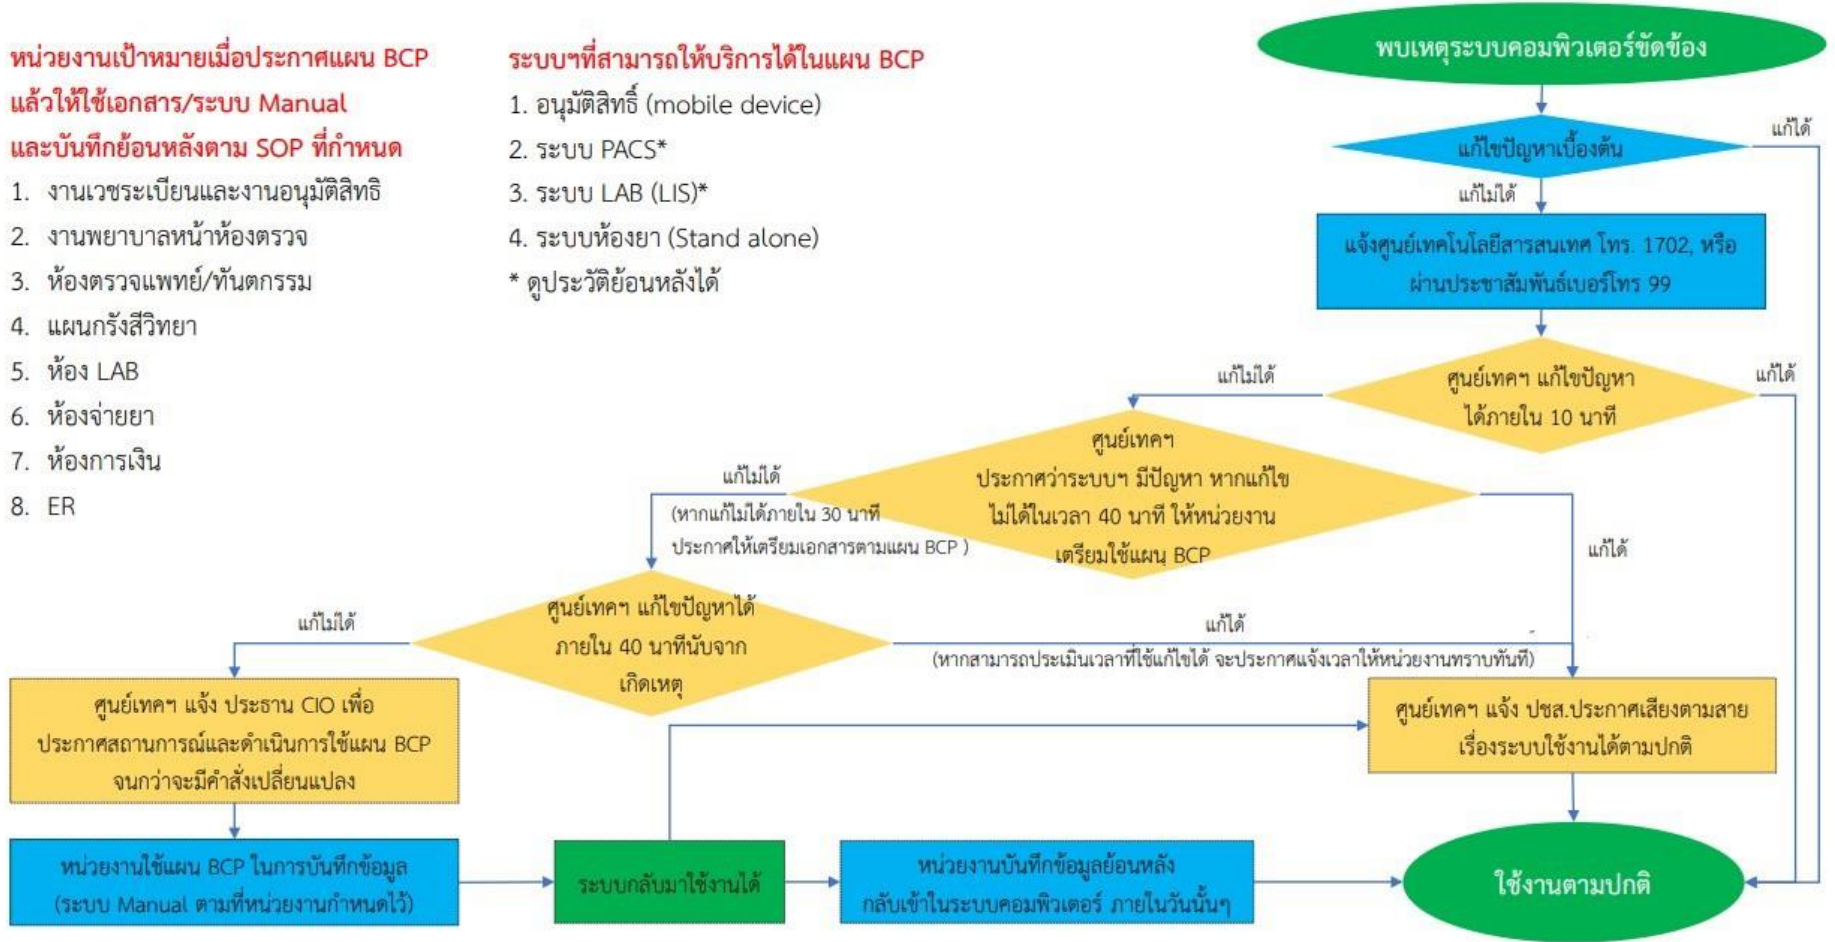 หน่วยงานเป้าหมายเมื่อประกาศแผน BCP
แล้วให้ใช้เอกสาร/ระบบ Manual
และบันทึกย้อนหลังตาม SOP ที่กำหนด
1. งานเวชระเบียนและงานอนุมัติสิทธิ
2. งานพยาบาลหน้าห้องตรวจ
3. ห้องตรวจแพทย์/ทันตกรรม
4. แผนกรังสีวิทยา
5. ห้อง LAB
6. ห้องจ่ายยา
7. ห้องการเงิน
8. ER
ระบบฯที่สามารถให้บริการได้ในแผน BCP
1. อนุมัติสิทธิ์ (mobile device)
2. ระบบ PACS*
3. ระบบ LAB (LIS)*
4. ระบบห้องยา (Stand alone)
* ดูประวัติย้อนหลังได้
พบเหตุระบบคอมพิวเตอร์ขัดข้อง
แก้ไขปัญหาเบื้องต้น
แก้ได้
แก้ไม่ได้
แจ้งศูนย์เทคโนโลยีสารสนเทศ โทร. 1702, หรือ
ผ่านประชาสัมพันธ์เบอร์โทร 99
ศูนย์เทคฯ แก้ไขปัญหา
ได้ภายใน 10 นาที
แก้ไม่ได้
แก้ได้
ศูนย์เทคฯ
ประกาศว่าระบบฯ มีปัญหา หากแก้ไข
ไม่ได้ในเวลา 40 นาที ให้หน่วยงาน
เตรียมใช้แผน BCP
แก้ไม่ได้
(หากแก้ไม่ได้ภายใน 30 นาที
ประกาศให้เตรียมเอกสารตามแผน BCP )
แก้ได้
ศูนย์เทคฯ แก้ไขปัญหาได้
ภายใน 40 นาทีนับจาก
เกิดเหตุ
แก้ไม่ได้
แก้ได้
(หากสามารถประเมินเวลาที่ใช้แก้ไขได้ จะประกาศแจ้งเวลาให้หน่วยงานทราบทันที)
ศูนย์เทคฯ แจ้ง ประธาน CIO เพื่อ
ประกาศสถานการณ์และดำเนินการใช้แผน BCP
จนกว่าจะมีคำสั่งเปลี่ยนแปลง
ศูนย์เทคฯ แจ้ง ปชส.ประกาศเสียงตามสาย
เรื่องระบบใช้งานได้ตามปกติ
หน่วยงานใช้แผน BCP ในการบันทึกข้อมูล
(ระบบ Manual ตามที่หน่วยงานกำหนดไว้)
ระบบกลับมาใช้งานได้
หน่วยงานบันทึกข้อมูลย้อนหลัง
กลับเข้าในระบบคอมพิวเตอร์ ภายในวันนั้นๆ
ใช้งานตามปกติ